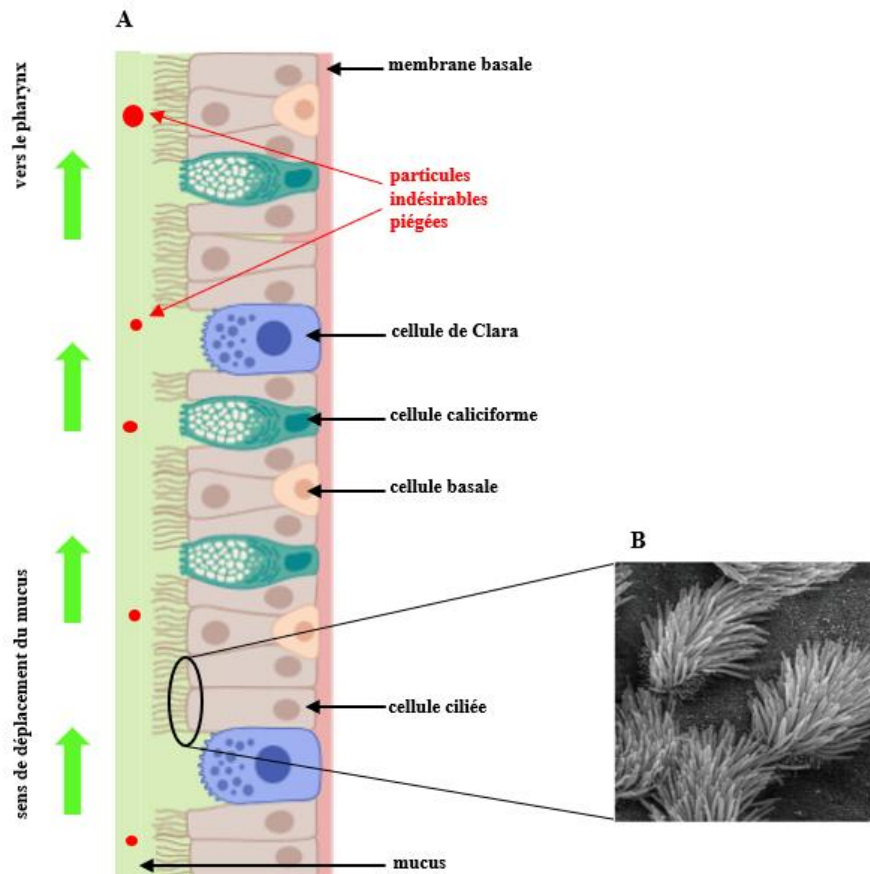 A
membrane basale
vers le pharynx
particules
indésirables
piégées
cellule de Clara
cellule caliciforme
cellule basale
B
sens de déplacement du mucus
cellule ciliée
mucus